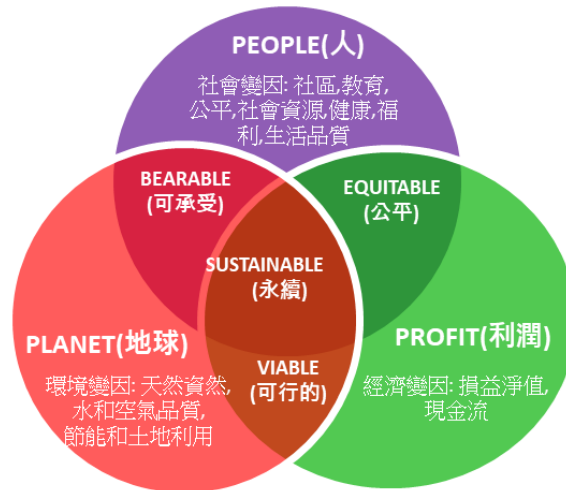 PEOPLE(人)
社會變因: 社區,教育,
公平,社會資源,健康,福
利,生活品質
BEARABLE
(可承受)
EQUITABLE
(公平)
SUSTAINABLE
(永續)
PLANET(地球)
環境變因: 天然資然,
水和空氣品質,
節能和土地利用
VIABLE
(可行的)
PROFIT(利潤)
經濟變因: 損益淨值,
現金流